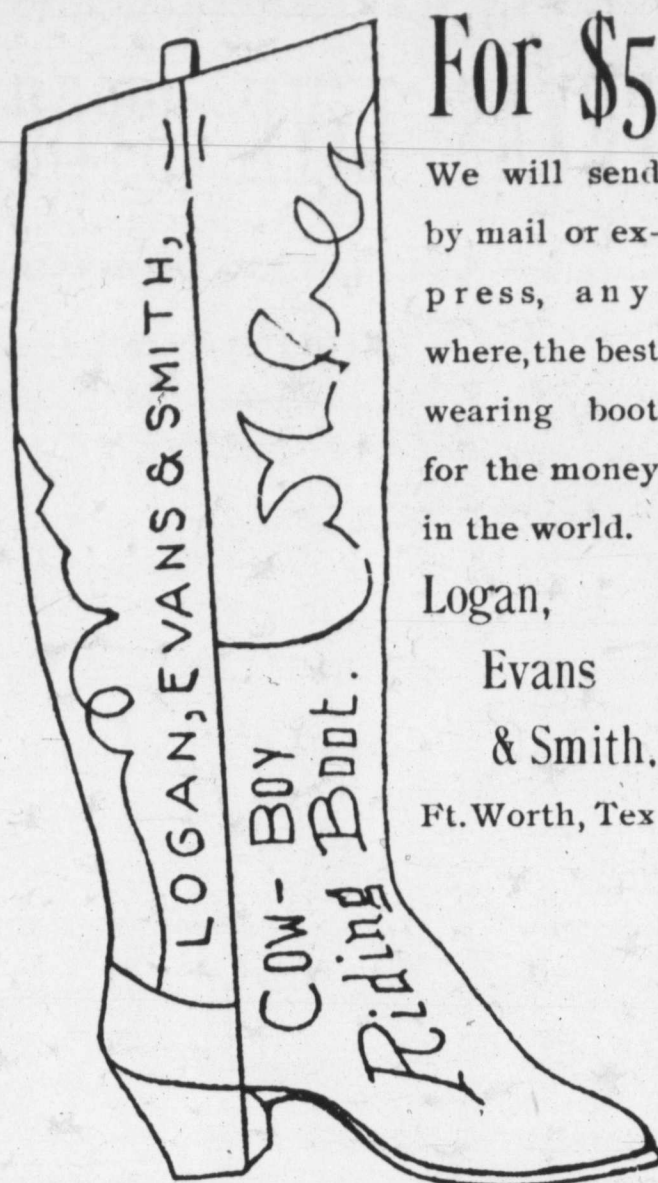 For $5
We will send
by mail or ex-
press, any
where, the best
wearing boot
for the money
in the world.
Logan,
Evans
& Smith,
Ft. Worth, Tex
LOGAN, EVANS & SMITH,
COW-BOY
Riding Boot.